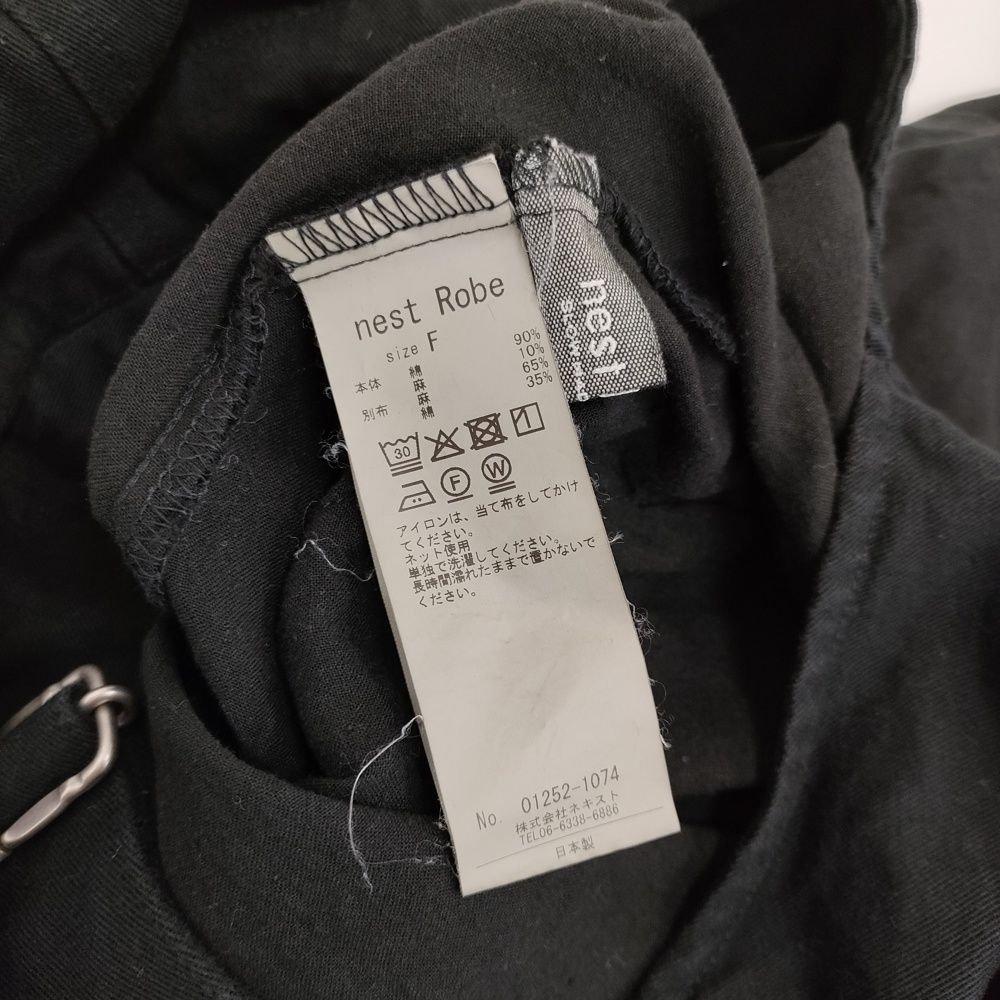 nest Robe
size F
本体 綿 90%
麻 10%
別布 麻 65%
綿 35%
30
F W
アイロンは、当て布をしてかけ
てください。
ネット使用
単独で洗濯してください。
長時間濡れたままで置かないで
ください。
No. 01252-1074
株式会社ネキスト
TEL06-6338-6886
日本製
nest